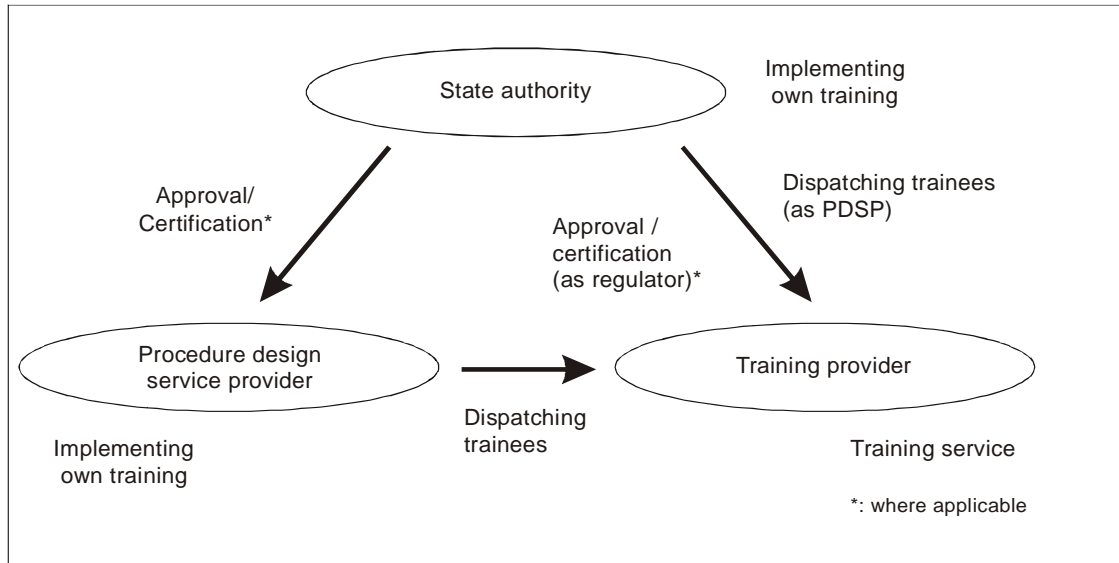 State authority
Implementing
own training
Approval/
Certification*
Dispatching trainees
(as PDSP)
Approval /
certification
(as regulator)*
Procedure design
service provider
Training provider
Dispatching
trainees
Implementing
own training
Training service
*: where applicable